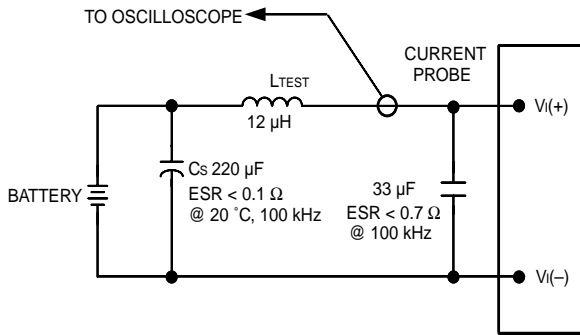 TO OSCILLOSCOPE
CURRENT
PROBE
LTEST
12 µH
VI(+)
CS 220 µF
ESR < 0.1 Ω
@ 20 ˚C, 100 kHz
33 µF
ESR < 0.7 Ω
@ 100 kHz
BATTERY
VI(–)